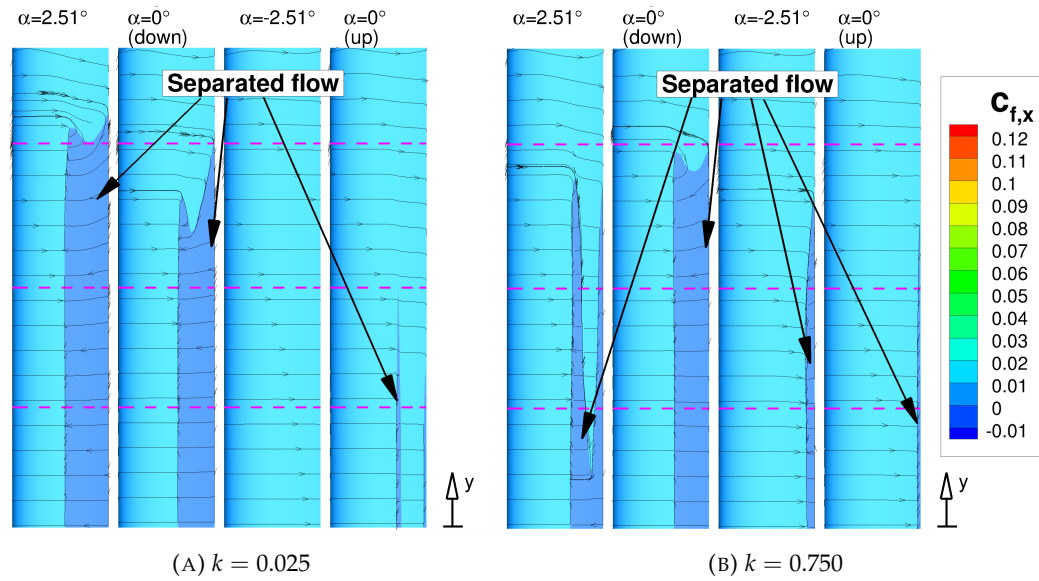 α=2.51° α=0° α=-2.51° α=0°
(down) (up)
Separated flow
y
(A) k = 0.025
α=2.51° α=0° α=-2.51° α=0°
(down) (up)
Separated flow
y
(B) k = 0.750
Cf,x
0.12
0.11
0.1
0.09
0.08
0.07
0.06
0.05
0.04
0.03
0.02
0.01
0
-0.01